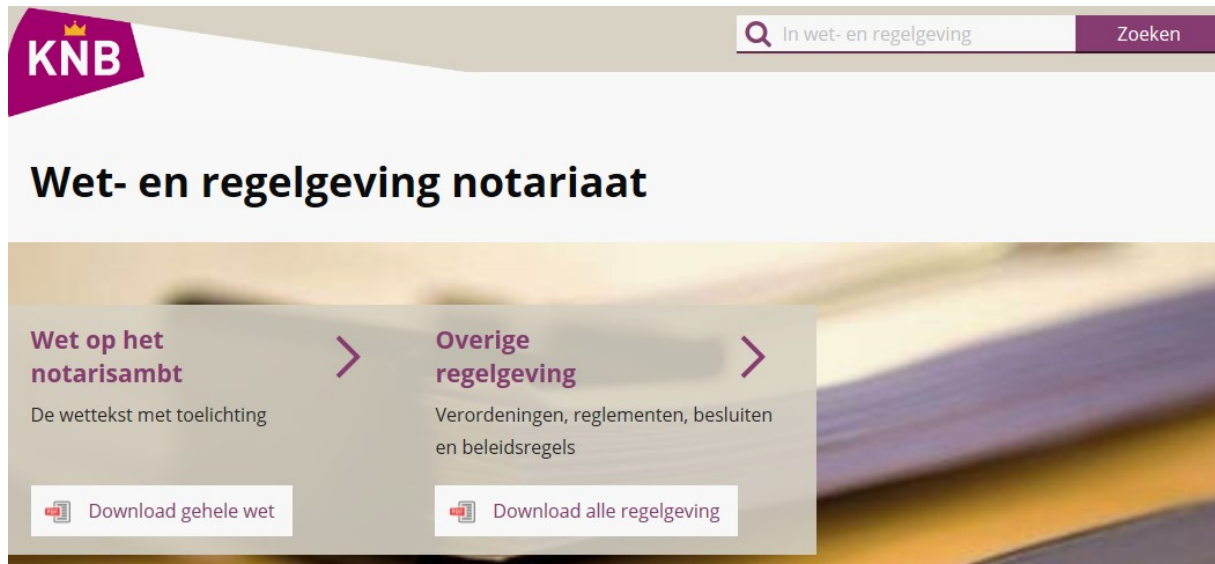 KNB
In wet- en regelgeving
Zoeken
Wet- en regelgeving notariaat
Wet op het
notarisambt
De wettekst met toelichting
Download gehele wet
Overige
regelgeving
Verordeningen, reglementen, besluiten
en beleidsregels
Download alle regelgeving